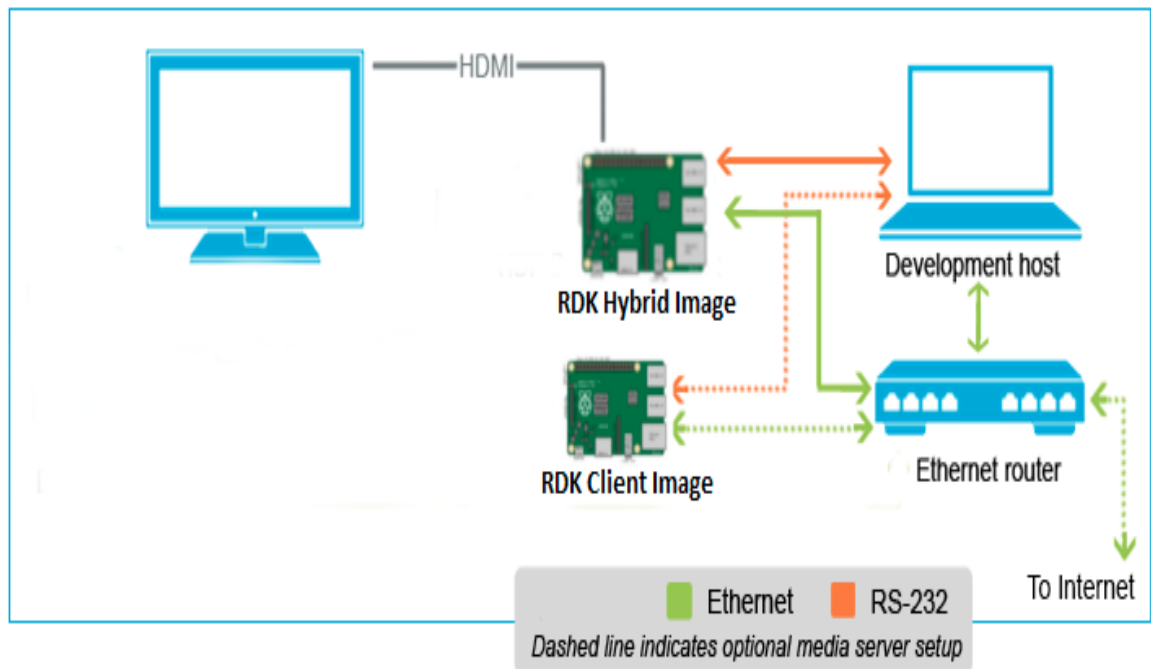 HDMI
Development host
RDK Hybrid Image
Ethernet router
RDK Client Image
To Internet
Ethernet RS-232
Dashed line indicates optional media server setup